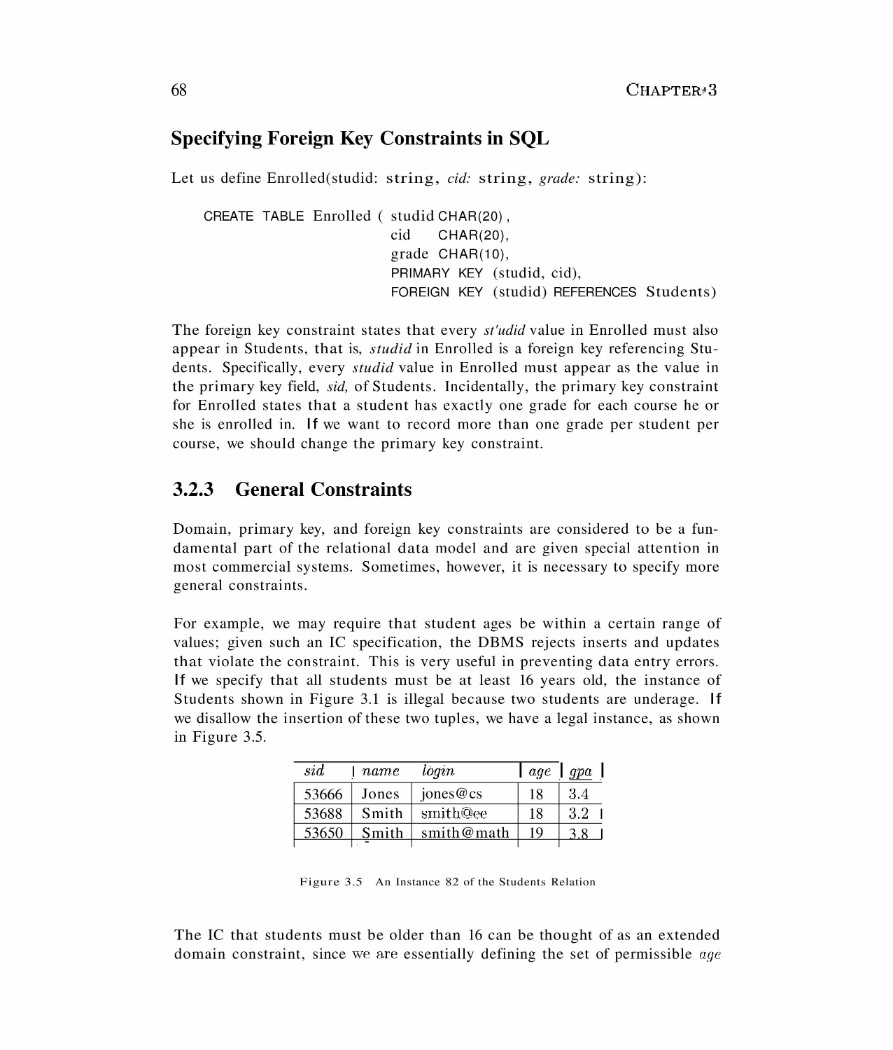 68 CHAPTER 3
Specifying Foreign Key Constraints in SQL
Let us define Enrolled(studid: string, cid: string, grade: string):
CREATE TABLE Enrolled ( studid CHAR(20) ,
cid CHAR(20),
grade CHAR(10),
PRIMARY KEY (studid, cid),
FOREIGN KEY (studid) REFERENCES Students)
The foreign key constraint states that every st'udid value in Enrolled must also
appear in Students, that is, studid in Enrolled is a foreign key referencing Stu-
dents. Specifically, every studid value in Enrolled must appear as the value in
the primary key field, sid, of Students. Incidentally, the primary key constraint
for Enrolled states that a student has exactly one grade for each course he or
she is enrolled in. If we want to record more than one grade per student per
course, we should change the primary key constraint.
3.2.3 General Constraints
Domain, primary key, and foreign key constraints are considered to be a fun-
damental part of the relational data model and are given special attention in
most commercial systems. Sometimes, however, it is necessary to specify more
general constraints.
For example, we may require that student ages be within a certain range of
values; given such an IC specification, the DBMS rejects inserts and updates
that violate the constraint. This is very useful in preventing data entry errors.
If we specify that all students must be at least 16 years old, the instance of
Students shown in Figure 3.1 is illegal because two students are underage. If
we disallow the insertion of these two tuples, we have a legal instance, as shown
in Figure 3.5.
sid name login age gpa
53666 Jones jones@cs 18 3.4
53688 Smith smith@ee 18 3.2
53650 Smith smith@math 19 3.8
Figure 3.5 An Instance 82 of the Students Relation
The IC that students must be older than 16 can be thought of as an extended
domain constraint, since we are essentially defining the set of permissible age